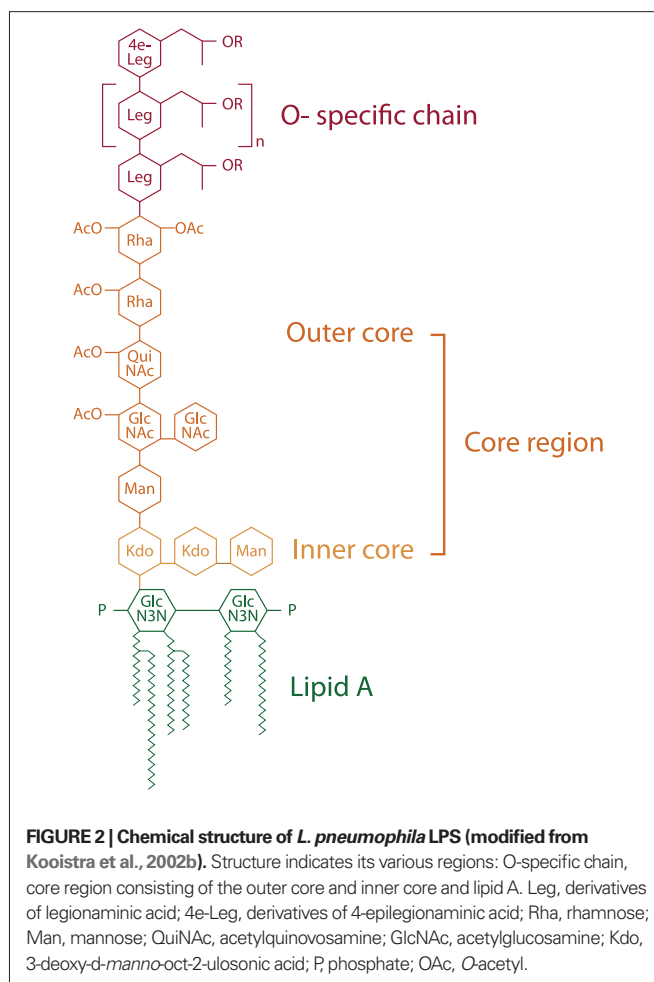 4e-
Leg
OR
Leg
OR
n
O- specific chain
Leg
OR
AcO
Rha
OAc
AcO
Rha
Outer core
AcO
Qui
NAc
AcO
Glc
NAc
Glc
NAc
Core region
Man
Kdo
Kdo
Man
Inner core
P
Glc
N3N
Glc
N3N
P
Lipid A
FIGURE 2 | Chemical structure of L. pneumophila LPS (modified from
Kooistra et al., 2002b). Structure indicates its various regions: O-specific chain,
core region consisting of the outer core and inner core and lipid A. Leg, derivatives
of legionaminic acid; 4e-Leg, derivatives of 4-epilegionaminic acid; Rha, rhamnose;
Man, mannose; QuiNAc, acetylquinovosamine; GlcNAc, acetylglucosamine; Kdo,
3-deoxy-d-manno-oct-2-ulosonic acid; P, phosphate; OAc, O-acetyl.